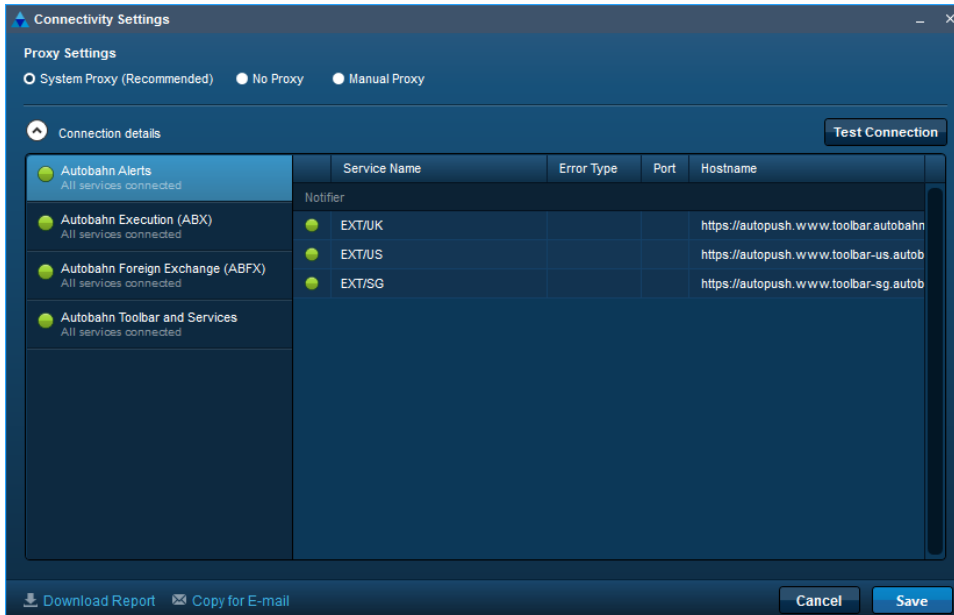 Connectivity Settings
Proxy Settings
System Proxy (Recommended) No Proxy Manual Proxy
Connection details
Test Connection
Autobahn Alerts
All services connected
Autobahn Execution (ABX)
All services connected
Autobahn Foreign Exchange (ABFX)
All services connected
Autobahn Toolbar and Services
All services connected
Service Name Error Type Port Hostname
Notifier
EXT/UK https://autopush.www.toolbar.autobahn
EXT/US https://autopush.www.toolbar-us.autob
EXT/SG https://autopush.www.toolbar-sg.autob
Download Report Copy for E-mail
Cancel Save